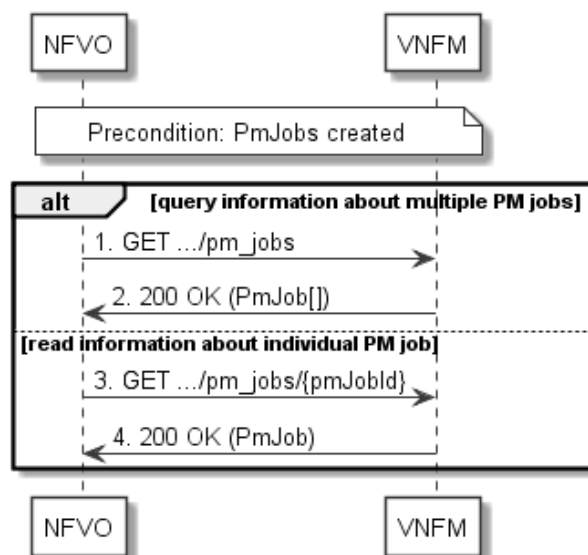 NFVO VNFM
Precondition: PmJobs created
alt [query information about multiple PM jobs]
1. GET .../pm_jobs
2. 200 OK (PmJob[])
[read information about individual PM job]
3. GET .../pm_jobs/{pmJobId}
4. 200 OK (PmJob)
NFVO VNFM